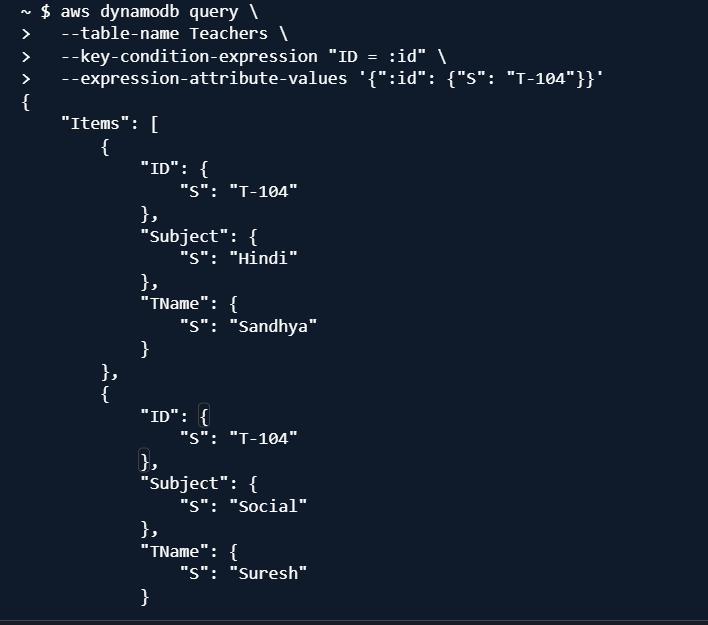 ~ $ aws dynamodb query \
>   --table-name Teachers \
>   --key-condition-expression "ID = :id" \
>   --expression-attribute-values '{":id": {"S": "T-104"}}'
{
    "Items": [
        {
            "ID": {
                "S": "T-104"
            },
            "Subject": {
                "S": "Hindi"
            },
            "TName": {
                "S": "Sandhya"
            }
        },
        {
            "ID": {
                "S": "T-104"
            },
            "Subject": {
                "S": "Social"
            },
            "TName": {
                "S": "Suresh"
            }